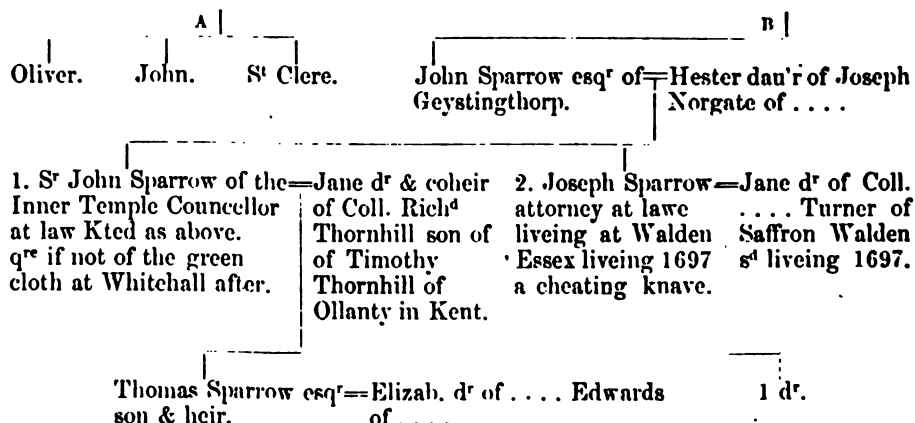 A
B
Oliver. John. Sᵗ Clere.
John Sparrow esqʳ of=Hester dau'r of Joseph
Geystingthorp. Norgate of . . . .
1. Sʳ John Sparrow of the=Jane dʳ & coheir
Inner Temple Councellor of Coll. Richᵈ
at law Kted as above. Thornhill son of
qʳᵉ if not of the green of Timothy
cloth at Whitehall after. Thornhill of
Ollanty in Kent.
2. Joseph Sparrow=Jane dʳ of Coll.
attorney at lawe . . . . Turner of
liveing at Walden Saffron Walden
Essex liveing 1697 sᵈ liveing 1697.
a cheating knave.
Thomas Sparrow esqʳ=Elizab. dʳ of . . . . Edwards 1 dʳ.
son & heir. of . . . .